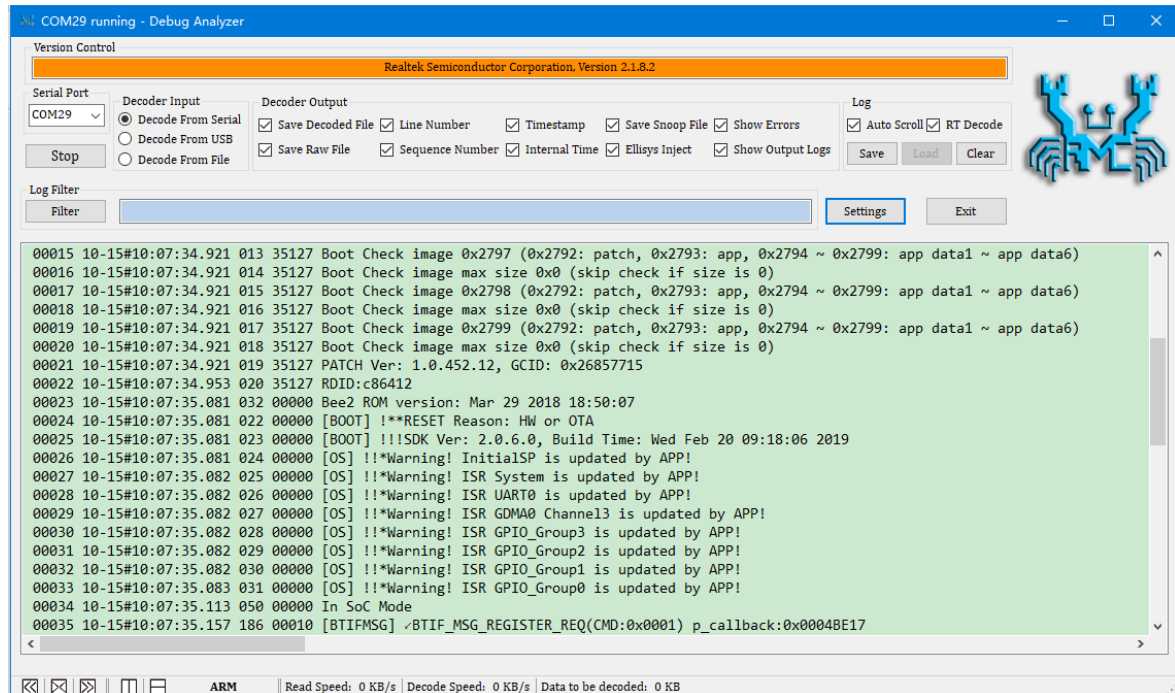 COM29 running - Debug Analyzer
Version Control
Realtek Semiconductor Corporation, Version 2.1.8.2
Serial Port
COM29
Stop
Decoder Input
Decode From Serial
Decode From USB
Decode From File
Decoder Output
Save Decoded File Line Number Timestamp Save Snoop File Show Errors
Save Raw File Sequence Number Internal Time Ellisys Inject Show Output Logs
Log
Auto Scroll RT Decode
Save Load Clear
Log Filter
Filter Settings Exit
00015 10-15#10:07:34.921 013 35127 Boot Check image 0x2797 (0x2792: patch, 0x2793: app, 0x2794 ~ 0x2799: app data1 ~ app data6)
00016 10-15#10:07:34.921 014 35127 Boot Check image max size 0x0 (skip check if size is 0)
00017 10-15#10:07:34.921 015 35127 Boot Check image 0x2798 (0x2792: patch, 0x2793: app, 0x2794 ~ 0x2799: app data1 ~ app data6)
00018 10-15#10:07:34.921 016 35127 Boot Check image max size 0x0 (skip check if size is 0)
00019 10-15#10:07:34.921 017 35127 Boot Check image 0x2799 (0x2792: patch, 0x2793: app, 0x2794 ~ 0x2799: app data1 ~ app data6)
00020 10-15#10:07:34.921 018 35127 Boot Check image max size 0x0 (skip check if size is 0)
00021 10-15#10:07:34.921 019 35127 PATCH Ver: 1.0.452.12, GCID: 0x26857715
00022 10-15#10:07:34.953 020 35127 RDID:c86412
00023 10-15#10:07:35.081 032 00000 Bee2 ROM version: Mar 29 2018 18:50:07
00024 10-15#10:07:35.081 022 00000 [BOOT] !**RESET Reason: HW or OTA
00025 10-15#10:07:35.081 023 00000 [BOOT] !!!SDK Ver: 2.0.6.0, Build Time: Wed Feb 20 09:18:06 2019
00026 10-15#10:07:35.081 024 00000 [OS] !!*Warning! InitialSP is updated by APP!
00027 10-15#10:07:35.082 025 00000 [OS] !!*Warning! ISR System is updated by APP!
00028 10-15#10:07:35.082 026 00000 [OS] !!*Warning! ISR UART0 is updated by APP!
00029 10-15#10:07:35.082 027 00000 [OS] !!*Warning! ISR GDMA0 Channel3 is updated by APP!
00030 10-15#10:07:35.082 028 00000 [OS] !!*Warning! ISR GPIO_Group3 is updated by APP!
00031 10-15#10:07:35.082 029 00000 [OS] !!*Warning! ISR GPIO_Group2 is updated by APP!
00032 10-15#10:07:35.082 030 00000 [OS] !!*Warning! ISR GPIO_Group1 is updated by APP!
00033 10-15#10:07:35.083 031 00000 [OS] !!*Warning! ISR GPIO_Group0 is updated by APP!
00034 10-15#10:07:35.113 050 00000 In SoC Mode
00035 10-15#10:07:35.157 186 00010 [BTIFMSG] ✓BTIF_MSG_REGISTER_REQ(CMD:0x0001) p_callback:0x0004BE17
ARM Read Speed: 0 KB/s Decode Speed: 0 KB/s Data to be decoded: 0 KB